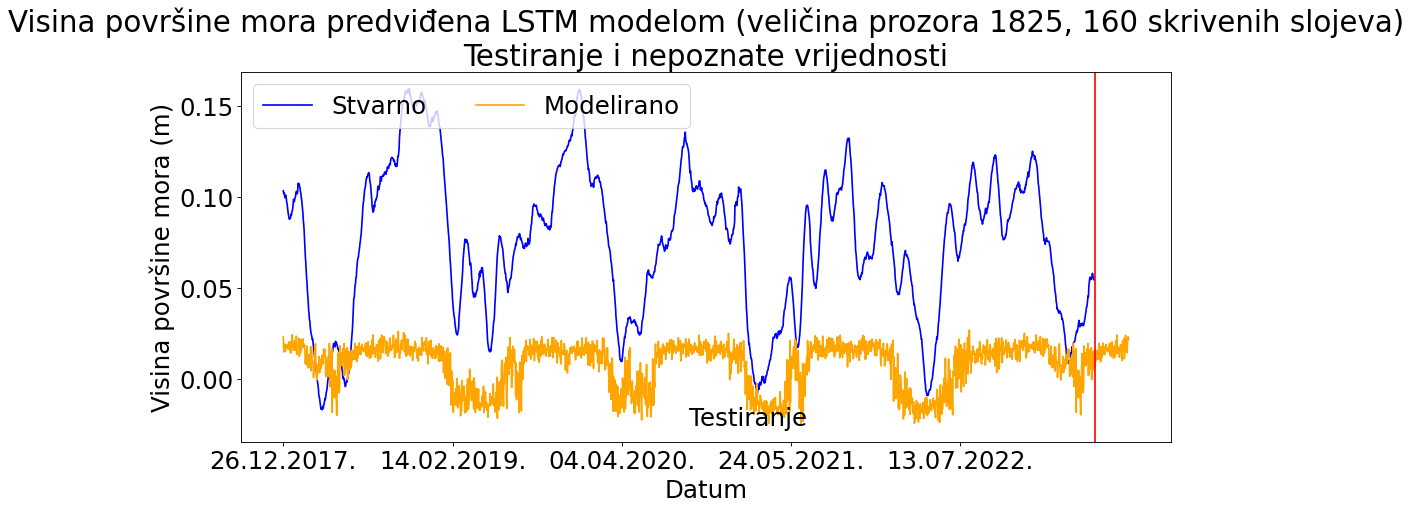 Visina površine mora predviđena LSTM modelom (veličina prozora 1825, 160 skrivenih slojeva)
Testiranje i nepoznate vrijednosti
Stvarno
Modelirano
Visina površine mora (m)
0.15
0.10
0.05
0.00
Testiranje
26.12.2017.
14.02.2019.
04.04.2020.
24.05.2021.
13.07.2022.
Datum